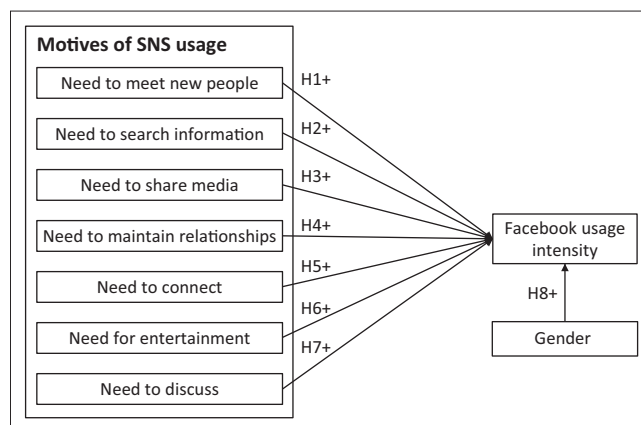 Motives of SNS usage
Need to meet new people
H1+
Need to search information
H2+
Need to share media
H3+
Need to maintain relationships
H4+
Need to connect
H5+
Need for entertainment
H6+
Need to discuss
H7+
Facebook usage
intensity
H8+
Gender